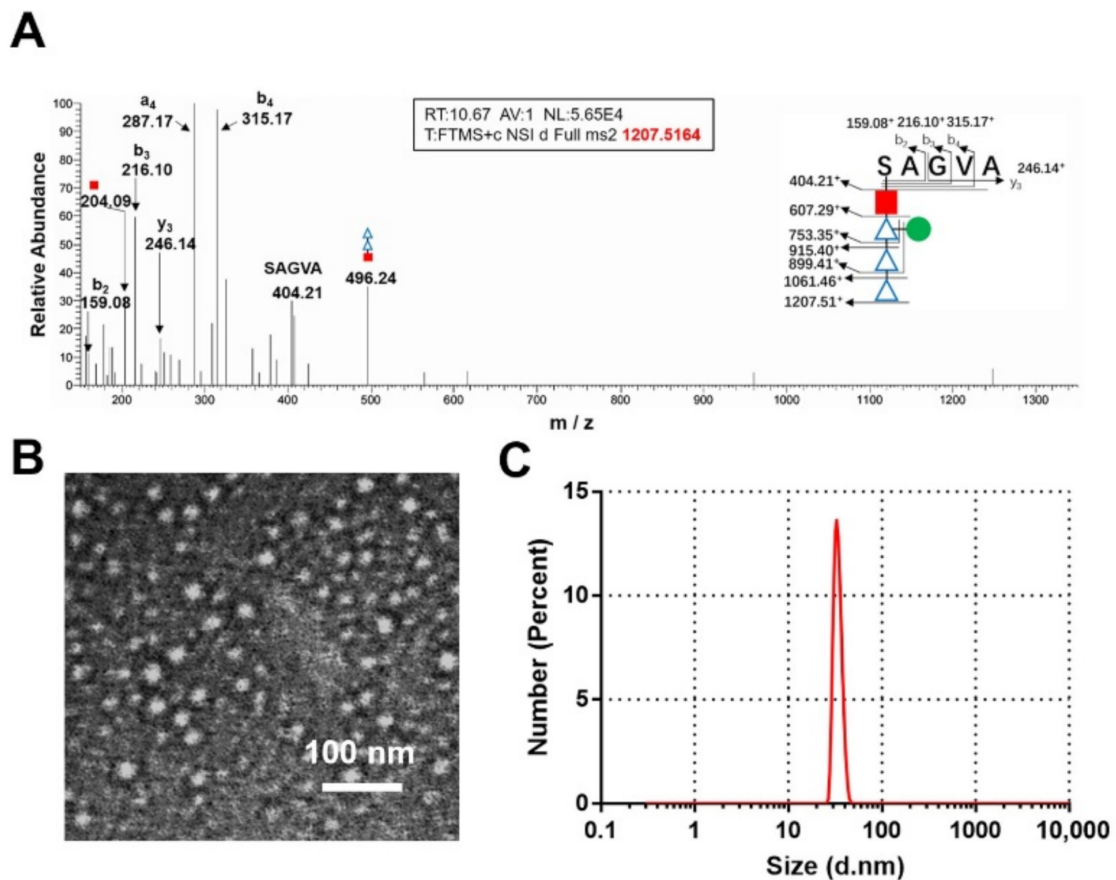 A
RT:10.67 AV:1 NL:5.65E4
T:FTMS+c NSI d Full ms2 1207.5164
Relative Abundance
100
90
80
70
60
50
40
30
20
10
0
a4
287.17
b4
315.17
b3
216.10
204.09
y3
246.14
b2
159.08
SAGVA
404.21
496.24
200 300 400 500 600 700 800 900 1000 1100 1200 1300
m / z
159.08+ 216.10+ 315.17+
b2 b3 b4
SAGVA 246.14+
y3
404.21+
607.29+
753.35+
915.40+
899.41+
1061.46+
1207.51+
B
100 nm
C
Number (Percent)
15
10
5
0
0.1 1 10 100 1000 10,000
Size (d.nm)